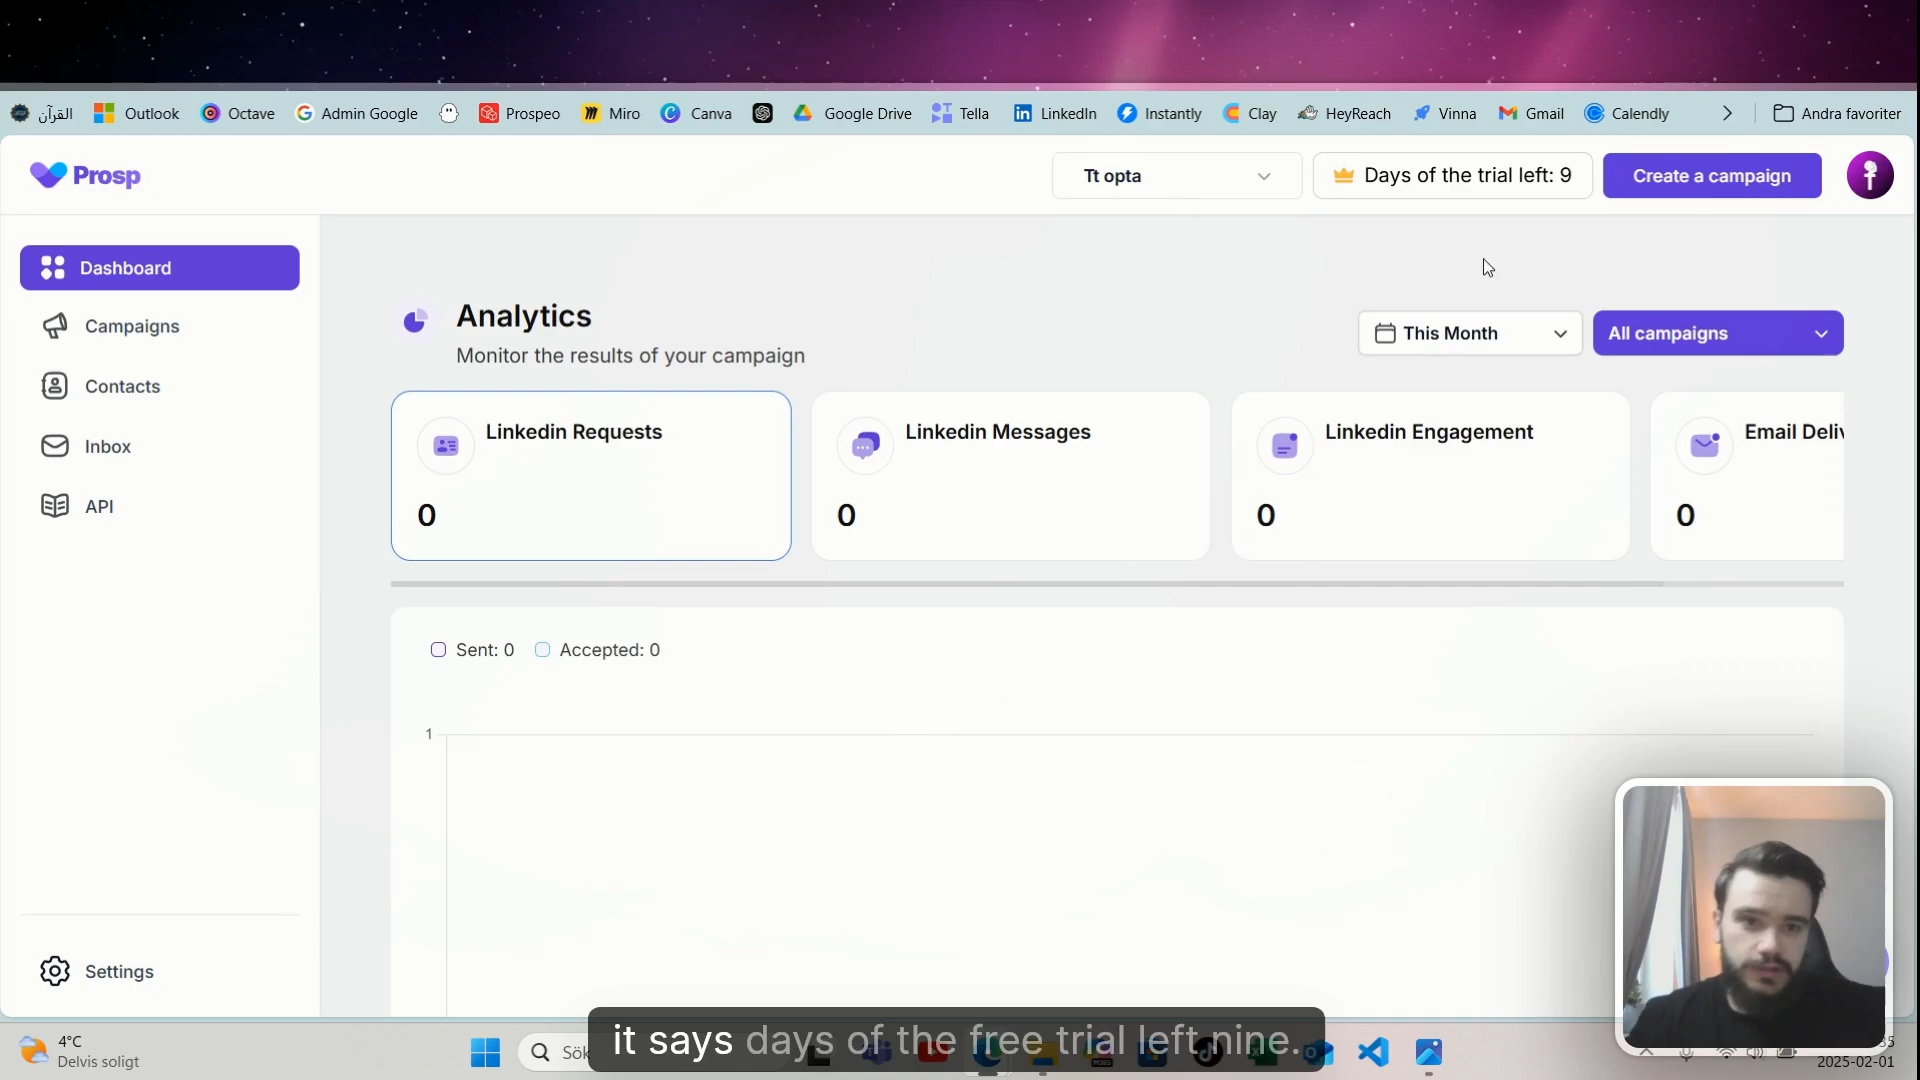 القرآن Outlook Octave Admin Google Prospeo Miro Canva Google Drive Tella LinkedIn Instantly Clay HeyReach Vinna Gmail Calendly Andra favoriter
Prosp
Tt opta
Days of the trial left: 9
Create a campaign
Dashboard
Campaigns
Contacts
Inbox
API
Settings
Analytics
Monitor the results of your campaign
This Month
All campaigns
Linkedin Requests
0
Linkedin Messages
0
Linkedin Engagement
0
Email Deliv
0
Sent: 0 Accepted: 0
1
it says days of the free trial left nine.
4°C
Delvis soligt
Sök
2025-02-01